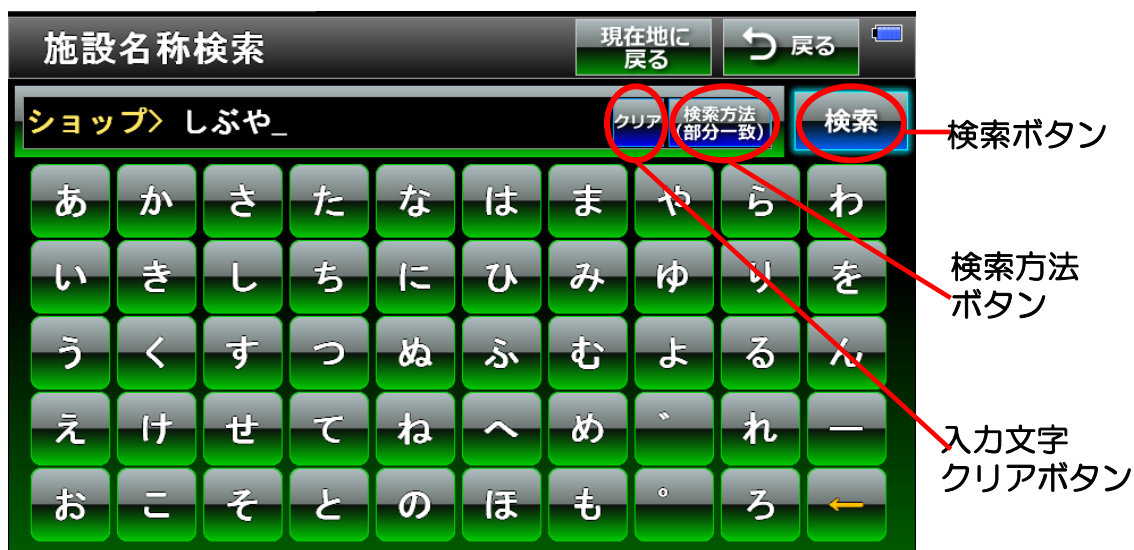 施設名称検索
現在地に
戻る
戻る
ショップ> しぶや_
クリア
検索方法
(部分一致)
検索
検索ボタン
あ か さ た な は ま や ら わ
い き し ち に ひ み ゆ り を
検索方法
ボタン
う く す つ ぬ ふ む よ る ん
え け せ て ね へ め ゛ れ ー
入力文字
クリアボタン
お こ そ と の ほ も ゜ ろ ←